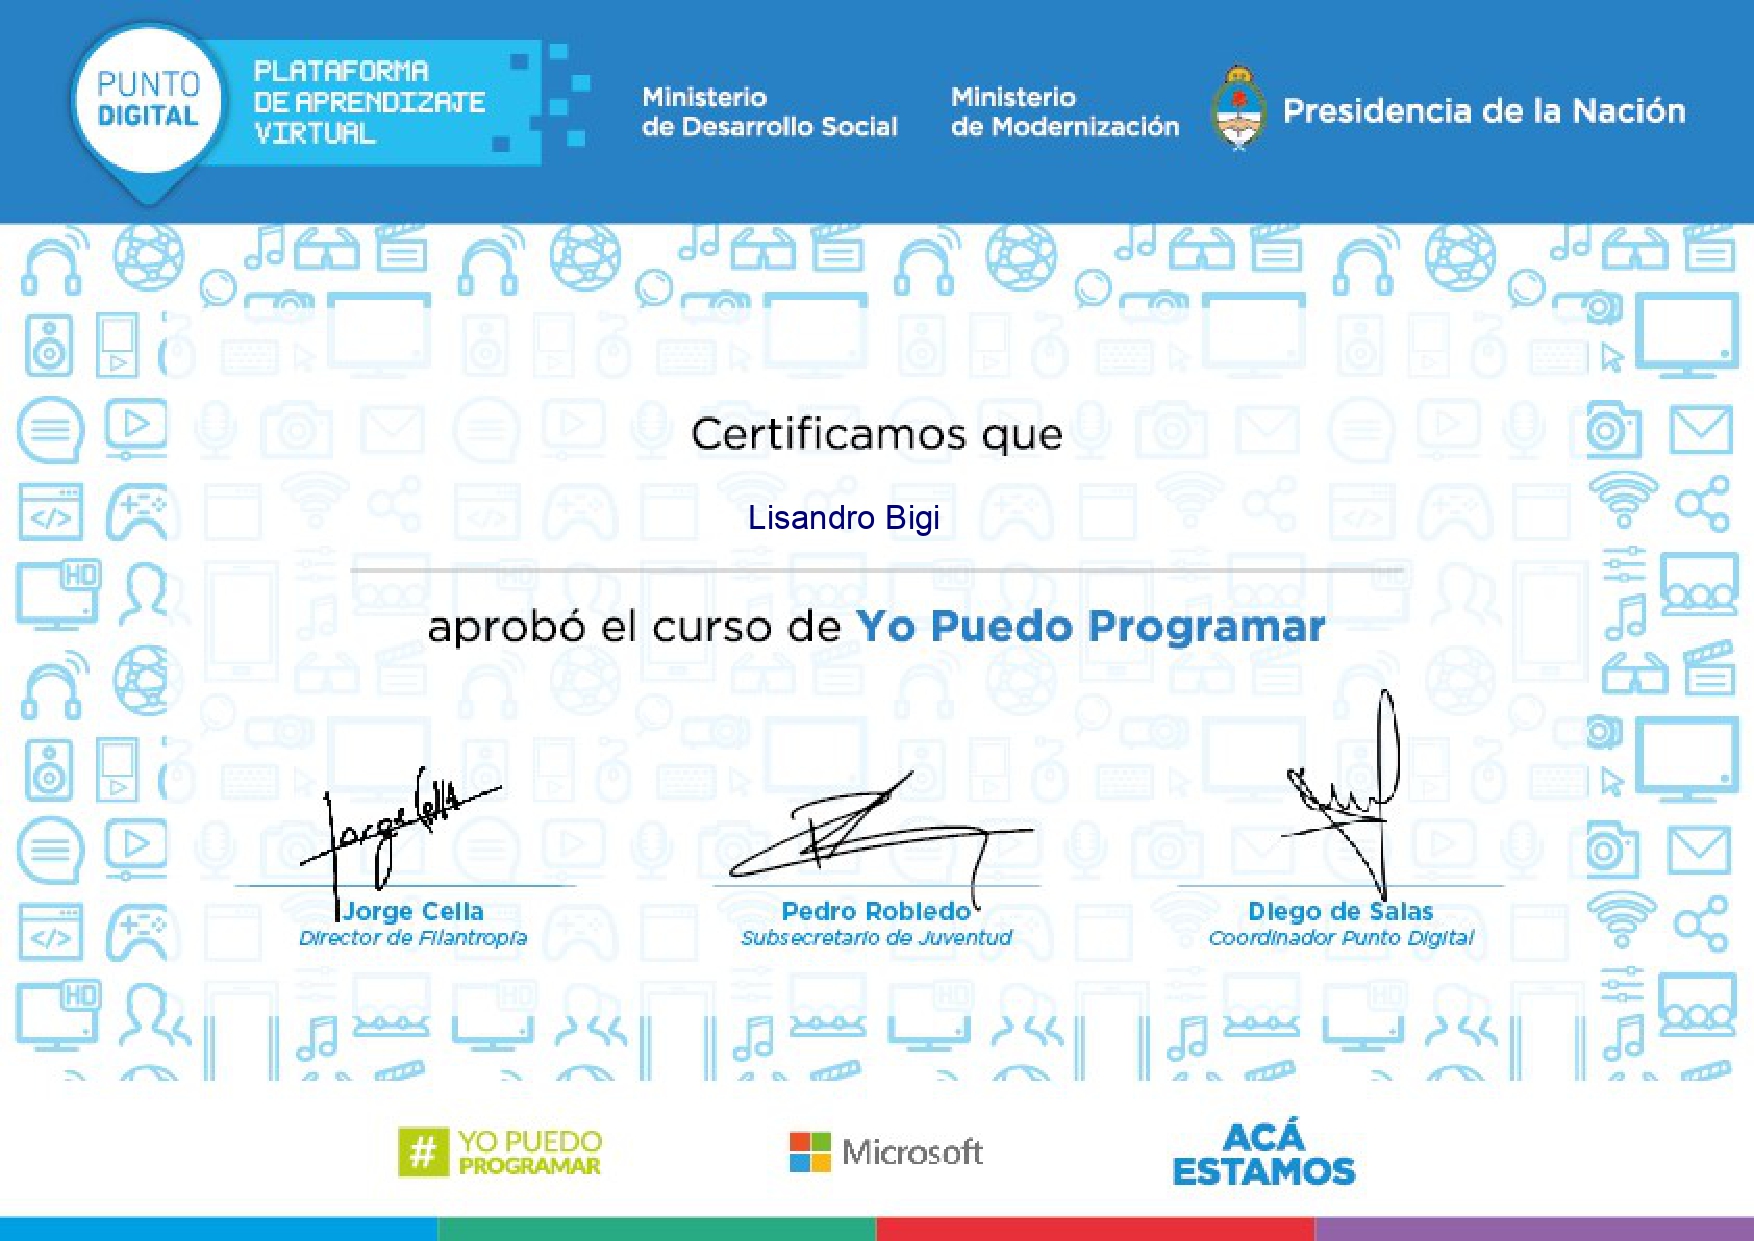 PUNTO
DIGITAL
PLATAFORMA
DE APRENDIZAJE
VIRTUAL
Ministerio
de Desarrollo Social
Ministerio
de Modernización
Presidencia de la Nación
Certificamos que
Lisandro Bigi
aprobó el curso de Yo Puedo Programar
Jorge Cella
Jorge Cella
Director de Filantropía
Pedro Robledo
Subsecretario de Juventud
Diego de Salas
Coordinador Punto Digital
# YO PUEDO
PROGRAMAR
Microsoft
ACÁ
ESTAMOS